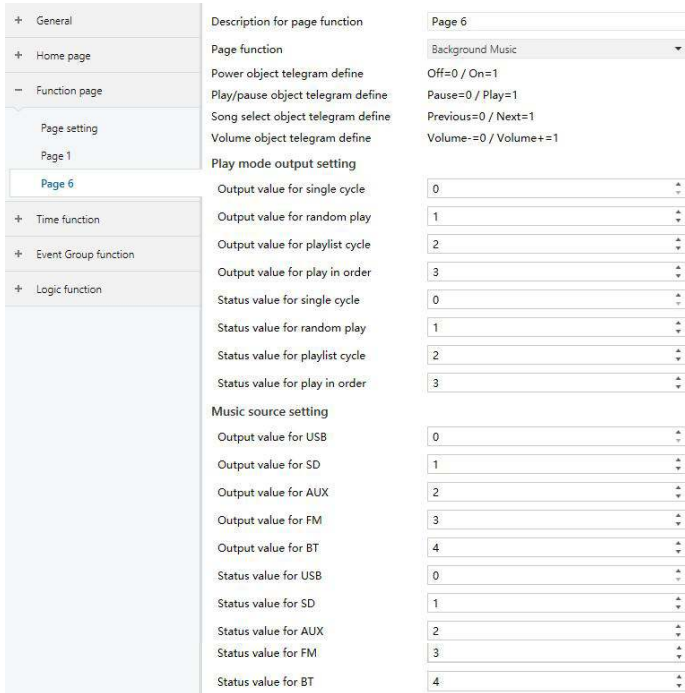 + General
+ Home page
− Function page
Page setting
Page 1
Page 6
+ Time function
+ Event Group function
+ Logic function
Description for page function Page 6
Page function Background Music
Power object telegram define Off=0 / On=1
Play/pause object telegram define Pause=0 / Play=1
Song select object telegram define Previous=0 / Next=1
Volume object telegram define Volume-=0 / Volume+=1
Play mode output setting
Output value for single cycle 0
Output value for random play 1
Output value for playlist cycle 2
Output value for play in order 3
Status value for single cycle 0
Status value for random play 1
Status value for playlist cycle 2
Status value for play in order 3
Music source setting
Output value for USB 0
Output value for SD 1
Output value for AUX 2
Output value for FM 3
Output value for BT 4
Status value for USB 0
Status value for SD 1
Status value for AUX 2
Status value for FM 3
Status value for BT 4